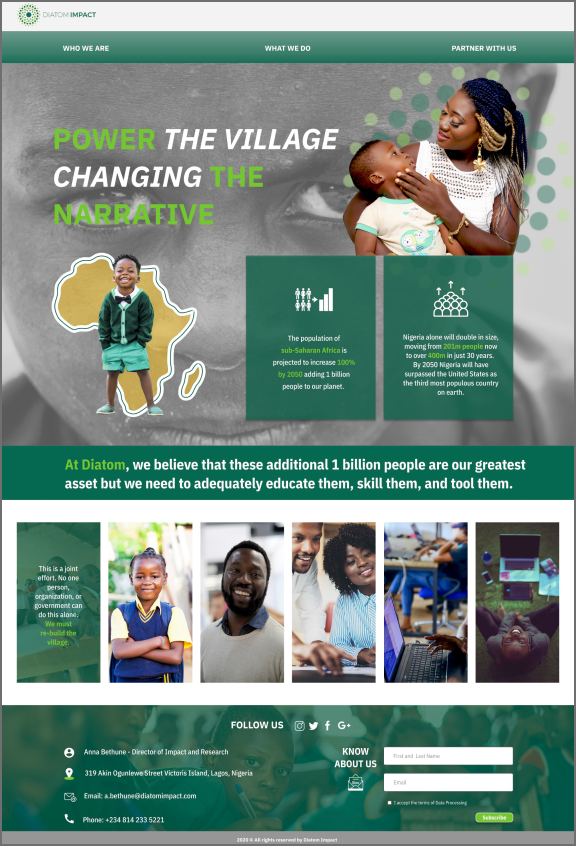 DIATOM IMPACT
WHO WE ARE
WHAT WE DO
PARTNER WITH US
POWER THE VILLAGE
CHANGING THE
NARRATIVE
The population of
sub-Saharan Africa is
projected to increase 100%
by 2050 adding 1 billion
people to our planet.
Nigeria alone will double in size,
moving from 201m people now
to over 400m in just 30 years.
By 2050 Nigeria will have
surpassed the United States as
the third most populous country
on earth.
At Diatom, we believe that these additional 1 billion people are our greatest
asset but we need to adequately educate them, skill them, and tool them.
This is a joint
effort. No one
person,
organization, or
government can
do this alone.
We must
re-build the
village.
FOLLOW US
Anna Bethune - Director of Impact and Research
319 Akin Ogunlewe Street Victoris Island, Lagos, Nigeria
Email: a.bethune@diatomimpact.com
Phone: +234 814 233 5221
KNOW
ABOUT US
First and Last Name
Email
I accept the terms of Data Processing
Subscribe
2020 © All rights reserved by Diatom Impact